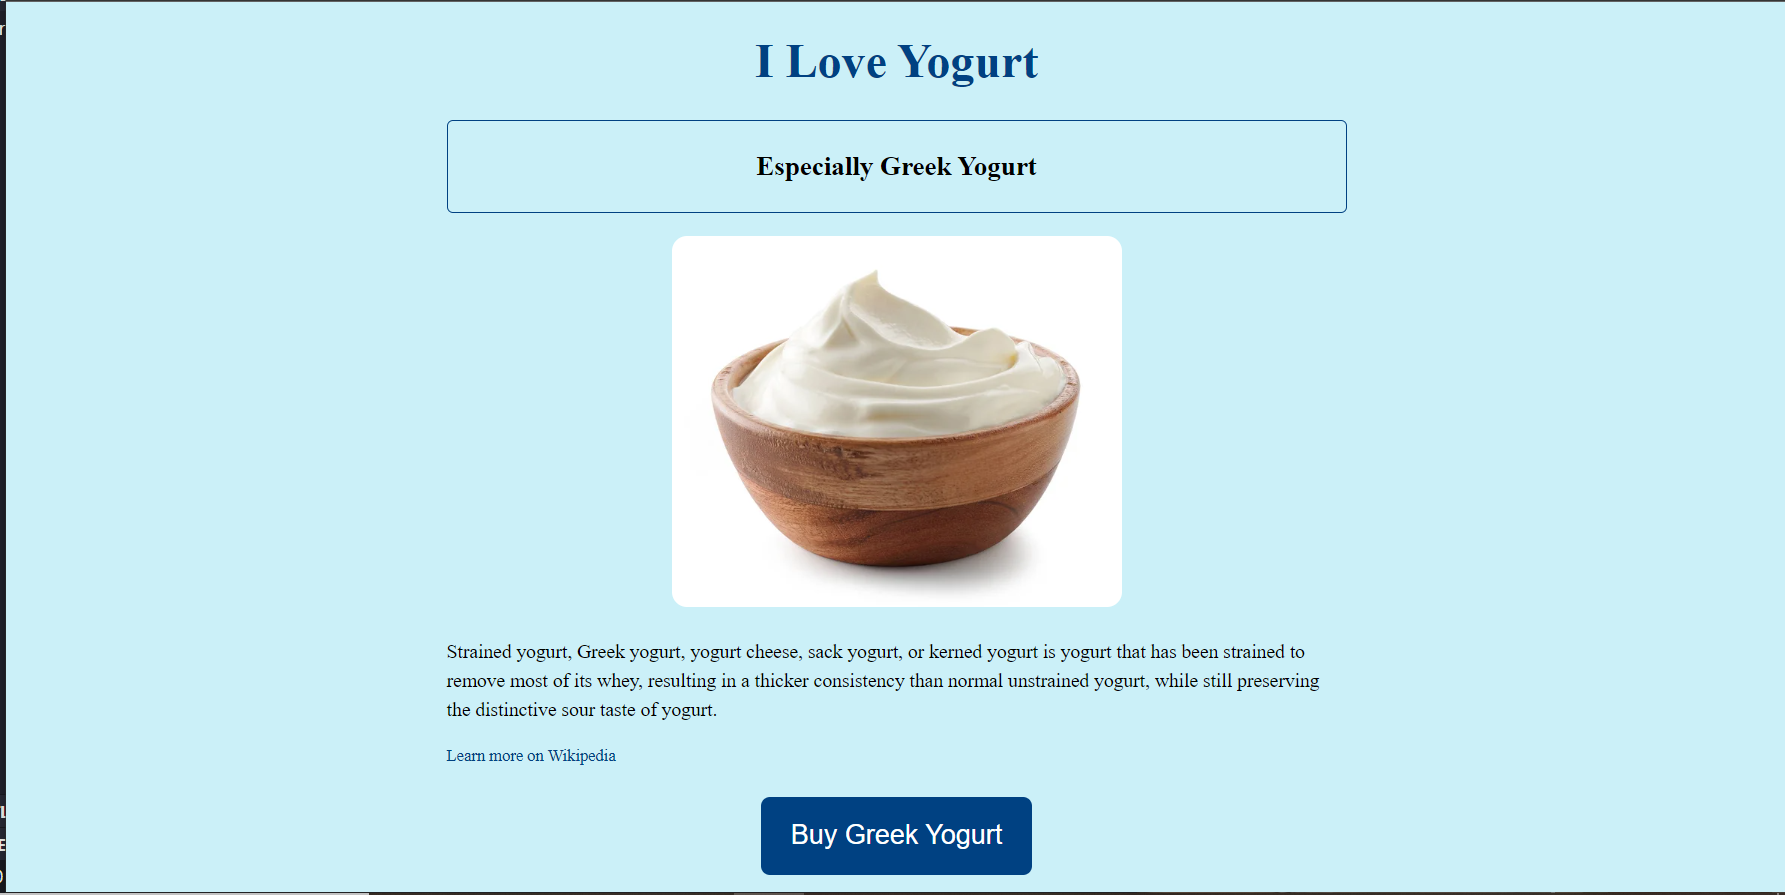 I Love Yogurt
Especially Greek Yogurt
Strained yogurt, Greek yogurt, yogurt cheese, sack yogurt, or kerned yogurt is yogurt that has been strained to
remove most of its whey, resulting in a thicker consistency than normal unstrained yogurt, while still preserving
the distinctive sour taste of yogurt.
Learn more on Wikipedia
Buy Greek Yogurt